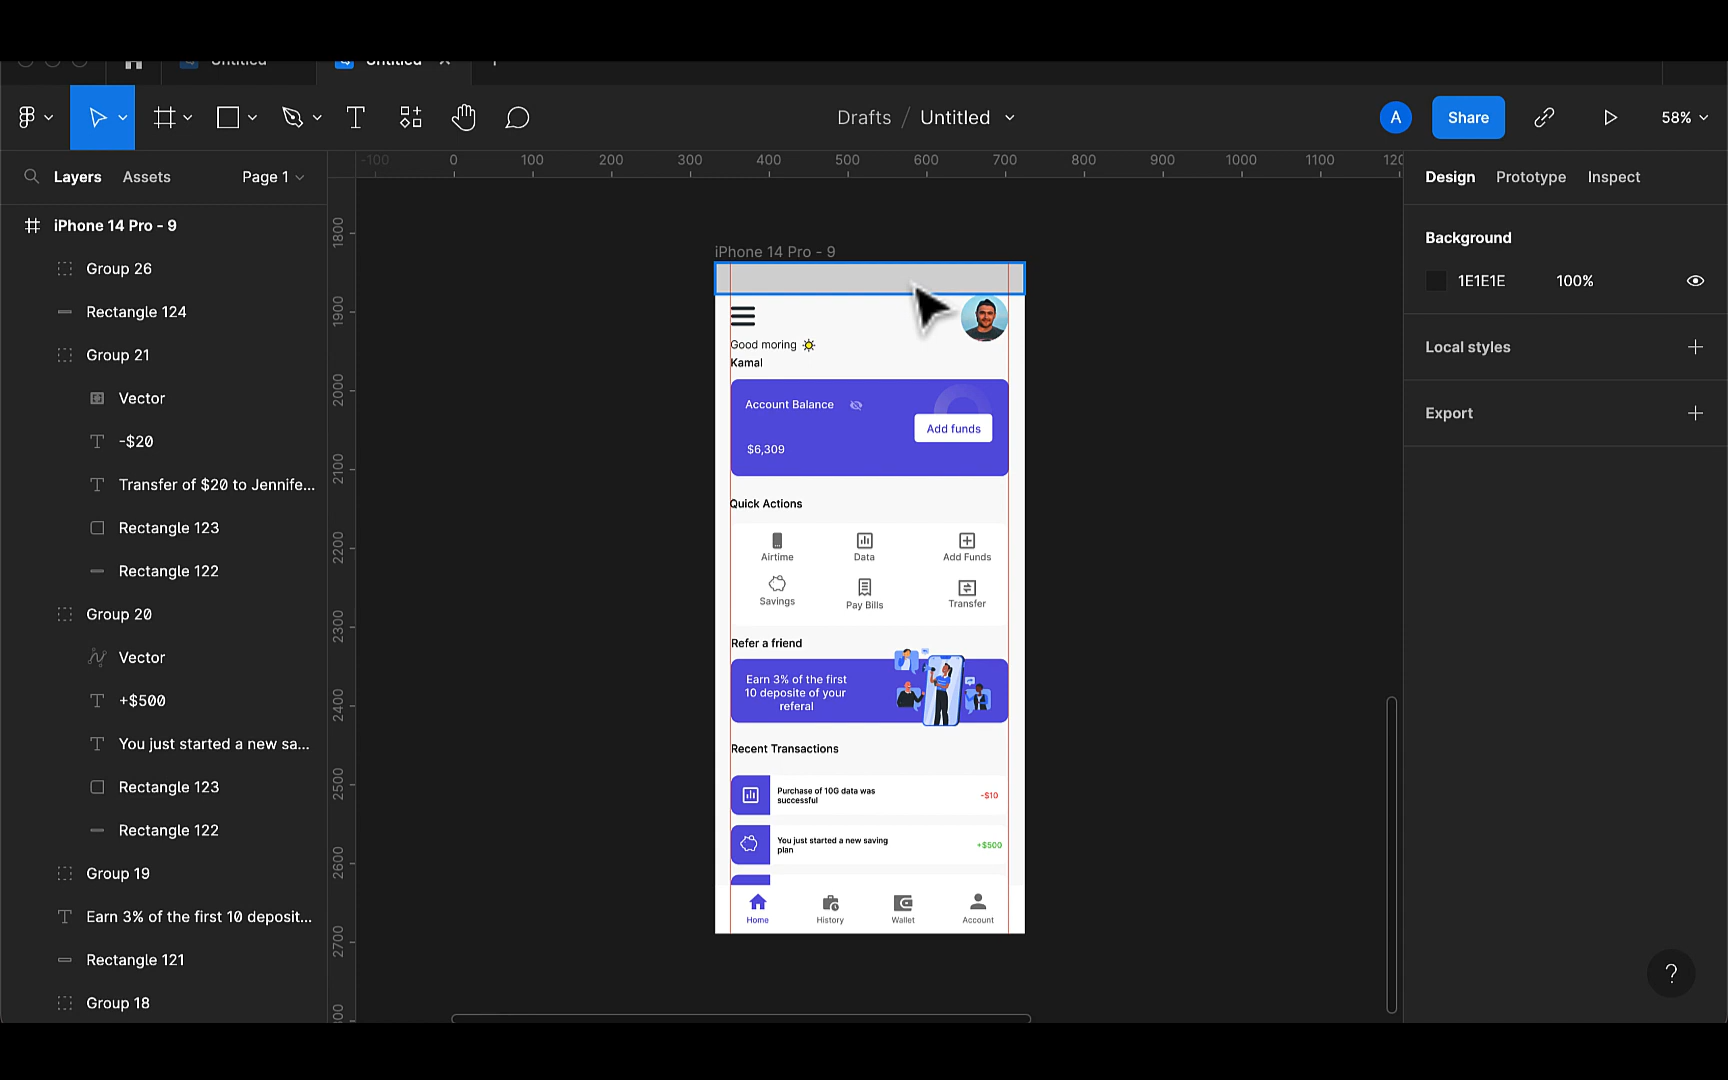 Untitled
Untitled
Drafts / Untitled
A
Share
58%
Layers
Assets
Page 1
-100
0
100
200
300
400
500
600
700
800
900
1000
1100
Design
Prototype
Inspect
iPhone 14 Pro - 9
Group 26
Rectangle 124
Group 21
Vector
-$20
Transfer of $20 to Jennife...
Rectangle 123
Rectangle 122
Group 20
Vector
+$500
You just started a new sa...
Rectangle 123
Rectangle 122
Group 19
Earn 3% of the first 10 deposit...
Rectangle 121
Group 18
1800
1900
2000
2100
2200
2300
2400
2500
2600
2700
iPhone 14 Pro - 9
Good moring
Kamal
Account Balance
Add funds
$6,309
Quick Actions
Airtime
Data
Add Funds
Savings
Pay Bills
Transfer
Refer a friend
Earn 3% of the first
10 deposite of your
referal
Recent Transactions
Purchase of 10G data was
successful
-$10
You just started a new saving
plan
+$500
Home
History
Wallet
Account
Background
1E1E1E
100%
Local styles
Export
?